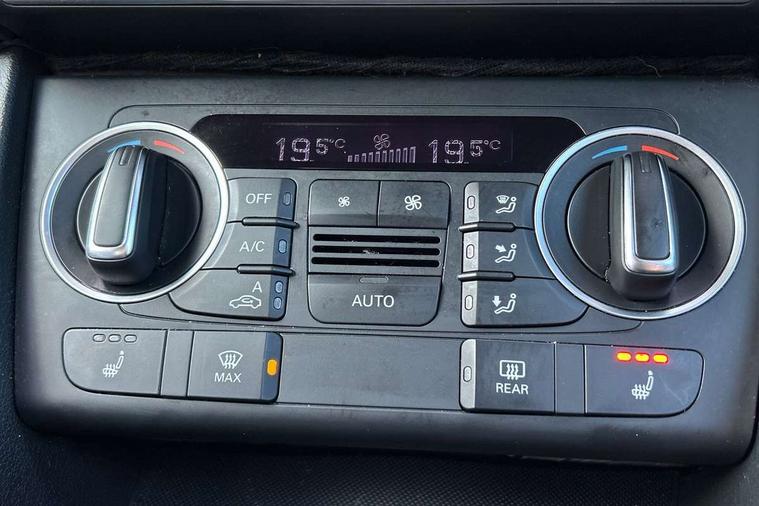 19.5°C 19.5°C
OFF
A/C
A
AUTO
MAX
REAR